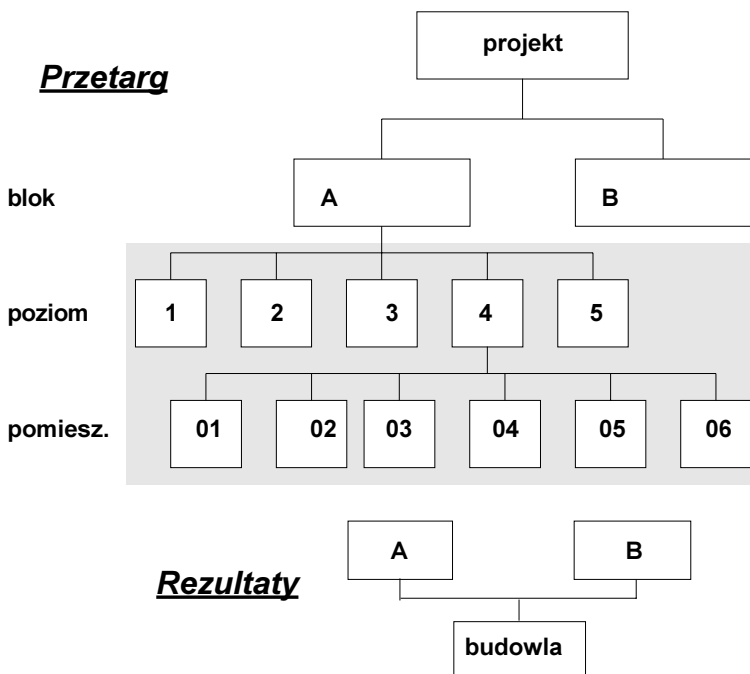 projekt
Przetarg
blok
A
B
poziom
1
2
3
4
5
pomiesz.
01
02
03
04
05
06
A
B
Rezultaty
budowla